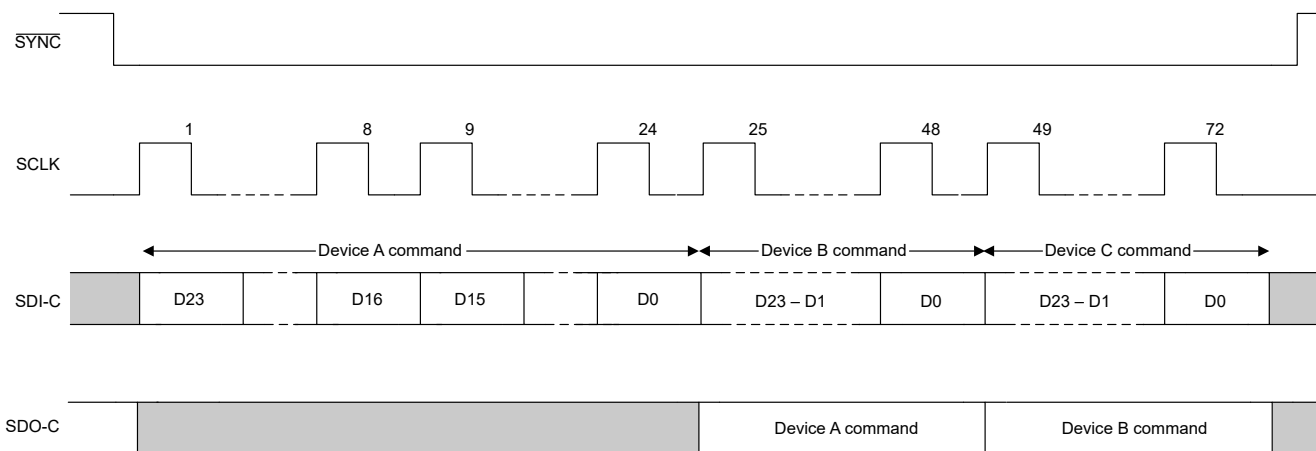 SYNC
1 8 9 24 25 48 49 72
SCLK
Device A command Device B command Device C command
SDI-C D23 D16 D15 D0 D23 – D1 D0 D23 – D1 D0
SDO-C Device A command Device B command